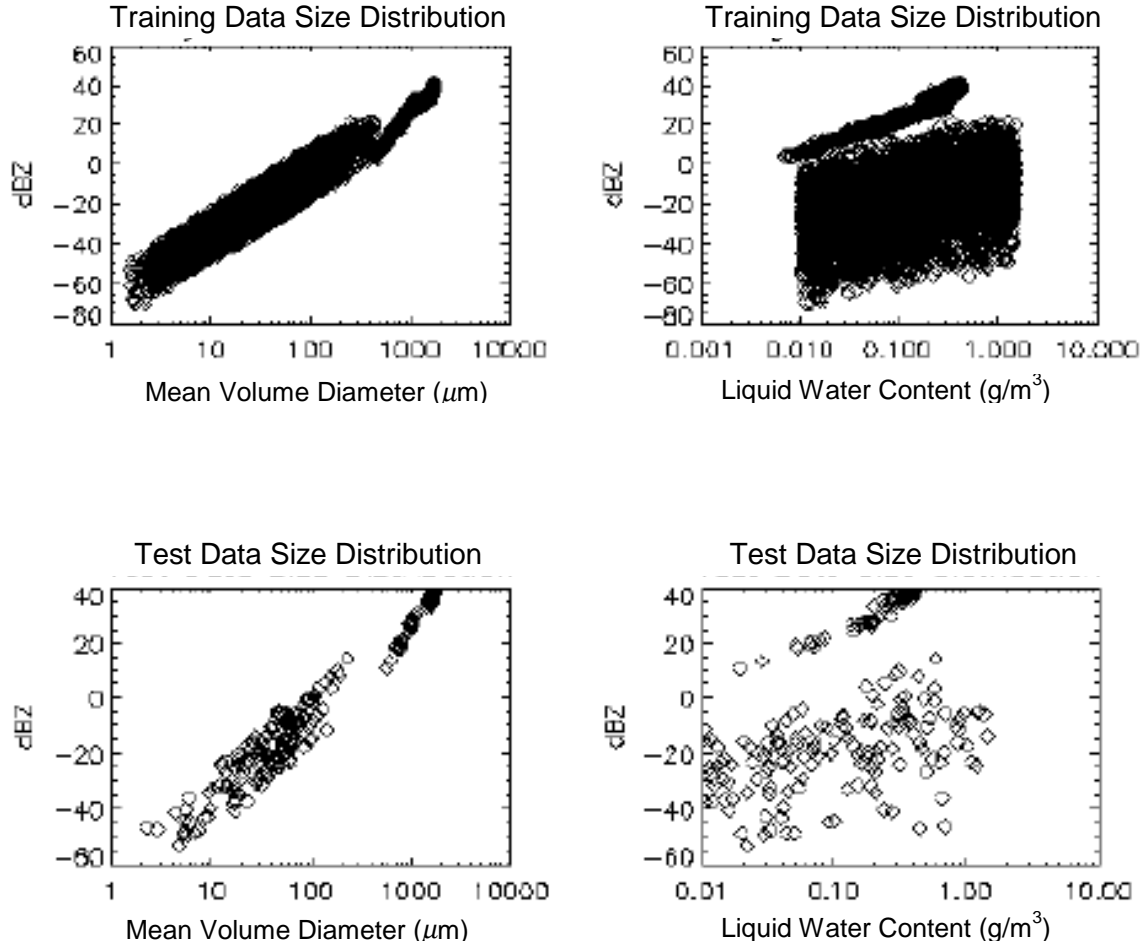 Training Data Size Distribution
60
40
20
0
−20
−40
−60
−80
dBZ
1 10 100 1000 10000
Mean Volume Diameter (μm)
Training Data Size Distribution
60
40
20
0
−20
−40
−60
−80
dBZ
0.001 0.010 0.100 1.000 10.000
Liquid Water Content (g/m³)
Test Data Size Distribution
40
20
0
−20
−40
−60
dBZ
1 10 100 1000 10000
Mean Volume Diameter (μm)
Test Data Size Distribution
40
20
0
−20
−40
−60
dBZ
0.01 0.10 1.00 10.00
Liquid Water Content (g/m³)